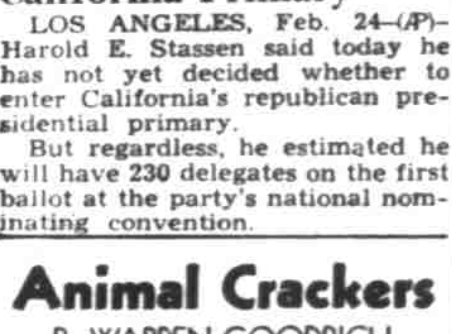 LOS ANGELES, Feb. 24—(AP)—
Harold E. Stassen said today he
has not yet decided whether to
enter California's republican pre-
sidential primary.
But regardless, he estimated he
will have 230 delegates on the first
ballot at the party's national nom-
inating convention.
Animal Crackers
WARREN GOODRICH